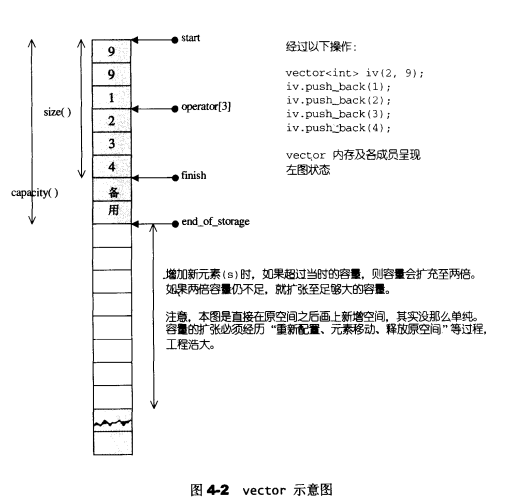 start
9
9
1
operator[3]
2
3
4
size( )
finish
capacity( )
备
用
end_of_storage
经过以下操作:
vector<int> iv(2, 9);
iv.push_back(1);
iv.push_back(2);
iv.push_back(3);
iv.push_back(4);
vector 内存及各成员呈现
左图状态
增加新元素(s)时，如果超过当时的容量，则容量会扩充至两倍。
如果两倍容量仍不足，就扩张至足够大的容量。
注意，本图是直接在原空间之后画上新增空间，其实没那么单纯。
容量的扩张必须经历“重新配置、元素移动、释放原空间”等过程，
工程浩大。
图 4-2 vector 示意图